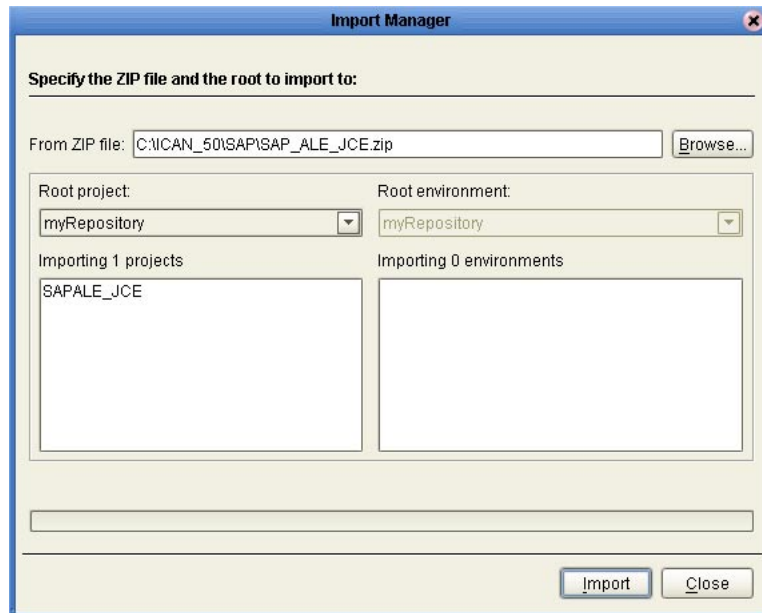 Import Manager
Specify the ZIP file and the root to import to:
From ZIP file: C:\ICAN_50\SAP\SAP_ALE_JCE.zip Browse...
Root project: Root environment:
myRepository myRepository
Importing 1 projects Importing 0 environments
SAPALE_JCE
Import Close